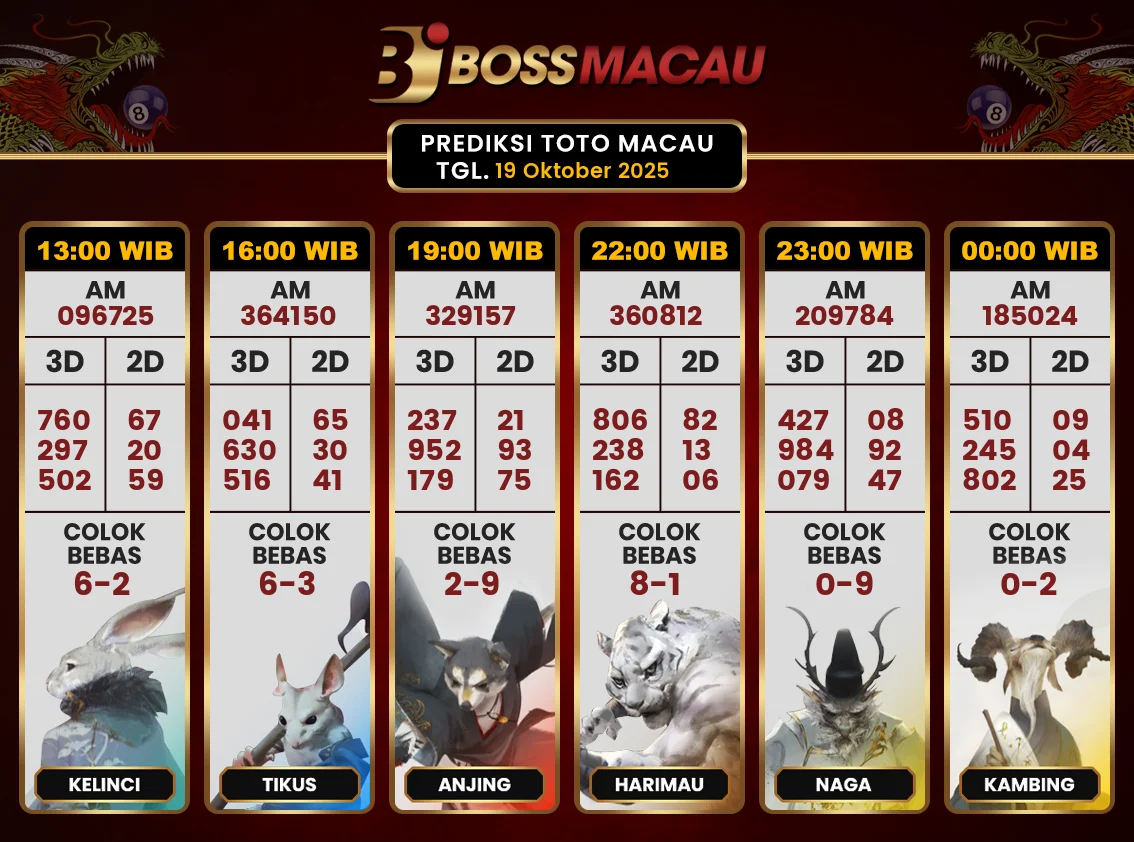 BJ BOSSMACAU
8
8
PREDIKSI TOTO MACAU
TGL. 19 Oktober 2025
13:00 WIB
AM
096725
3D 2D
760 67
297 20
502 59
COLOK
BEBAS
6-2
KELINCI
16:00 WIB
AM
364150
3D 2D
041 65
630 30
516 41
COLOK
BEBAS
6-3
TIKUS
19:00 WIB
AM
329157
3D 2D
237 21
952 93
179 75
COLOK
BEBAS
2-9
ANJING
22:00 WIB
AM
360812
3D 2D
806 82
238 13
162 06
COLOK
BEBAS
8-1
HARIMAU
23:00 WIB
AM
209784
3D 2D
427 08
984 92
079 47
COLOK
BEBAS
0-9
NAGA
00:00 WIB
AM
185024
3D 2D
510 09
245 04
802 25
COLOK
BEBAS
0-2
KAMBING